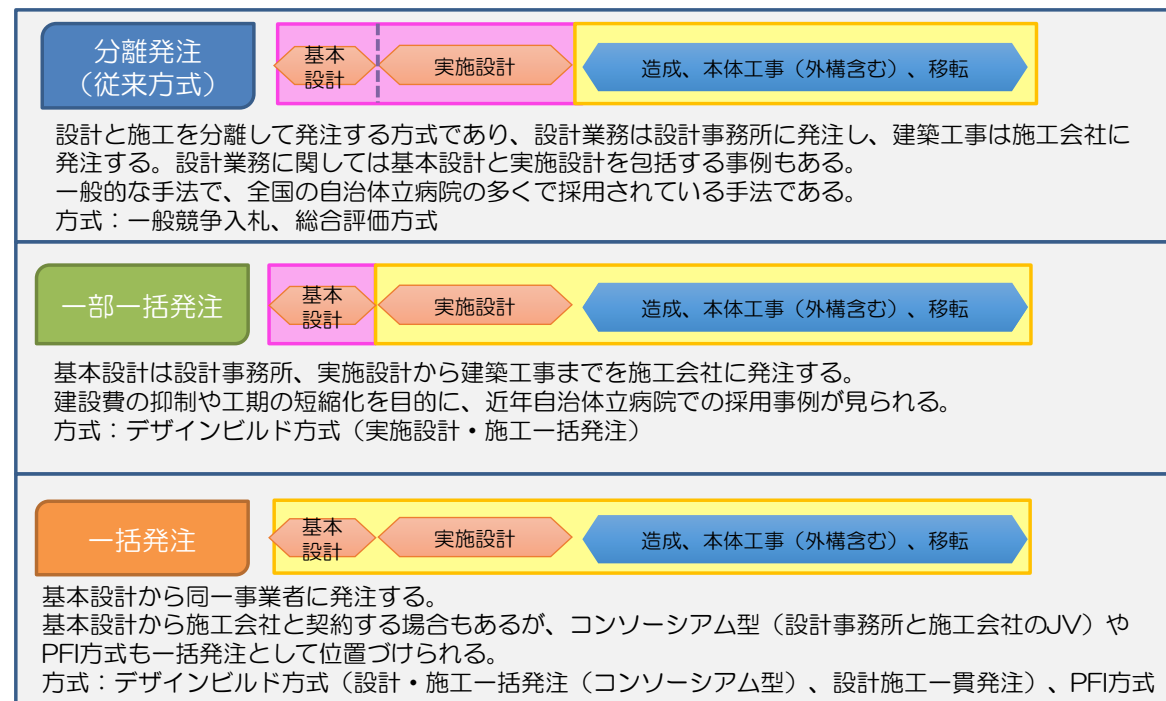 分離発注
（従来方式）
基本
設計
実施設計
造成、本体工事（外構含む）、移転
設計と施工を分離して発注する方式であり、設計業務は設計事務所に発注し、建築工事は施工会社に
発注する。設計業務に関しては基本設計と実施設計を包括する事例もある。
一般的な手法で、全国の自治体立病院の多くで採用されている手法である。
方式：一般競争入札、総合評価方式
一部一括発注
基本
設計
実施設計
造成、本体工事（外構含む）、移転
基本設計は設計事務所、実施設計から建築工事までを施工会社に発注する。
建設費の抑制や工期の短縮化を目的に、近年自治体立病院での採用事例が見られる。
方式：デザインビルド方式（実施設計・施工一括発注）
一括発注
基本
設計
実施設計
造成、本体工事（外構含む）、移転
基本設計から同一事業者に発注する。
基本設計から施工会社と契約する場合もあるが、コンソーシアム型（設計事務所と施工会社のJV）や
PFI方式も一括発注として位置づけられる。
方式：デザインビルド方式（設計・施工一括発注（コンソーシアム型）、設計施工一貫発注）、PFI方式